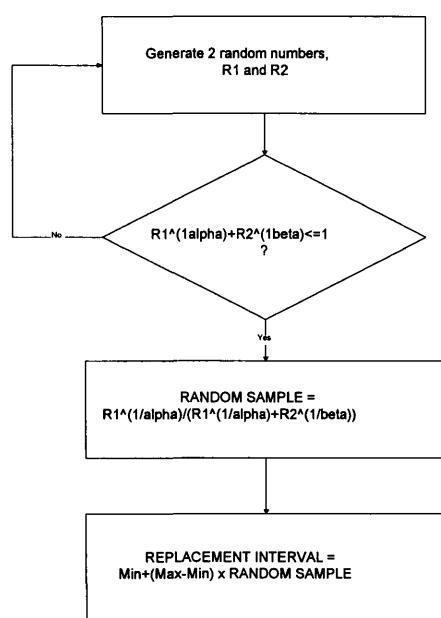 Generate 2 random numbers,
R1 and R2
R1^(1alpha)+R2^(1beta)<=1
?
No
Yes
RANDOM SAMPLE =
R1^(1/alpha)/(R1^(1/alpha)+R2^(1/beta))
REPLACEMENT INTERVAL =
Min+(Max-Min) x RANDOM SAMPLE